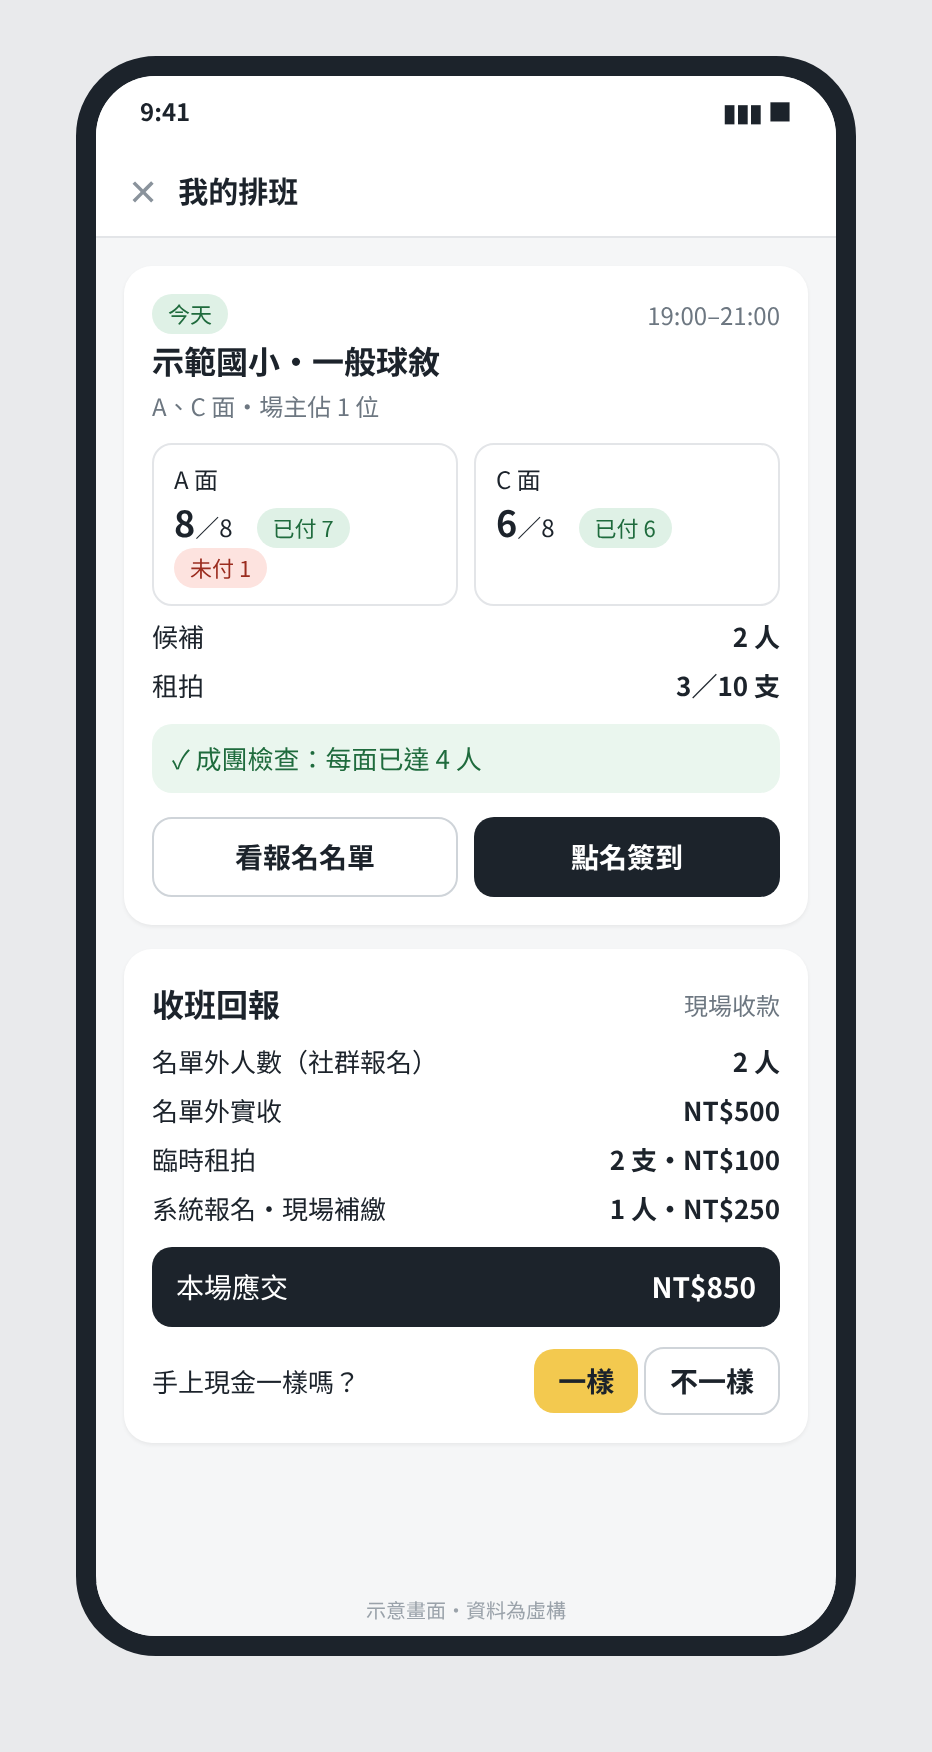 9:41
✕ 我的排班
今天 19:00–21:00
示範國小・一般球敘
A、C 面・場主佔 1 位
A 面
8／8 已付 7
未付 1
C 面
6／8 已付 6
候補 2 人
租拍 3／10 支
✓ 成團檢查：每面已達 4 人
看報名名單 點名簽到
收班回報 現場收款
名單外人數（社群報名） 2 人
名單外實收 NT$500
臨時租拍 2 支・NT$100
系統報名・現場補繳 1 人・NT$250
本場應交 NT$850
手上現金一樣嗎？ 一樣 不一樣
示意畫面・資料為虛構